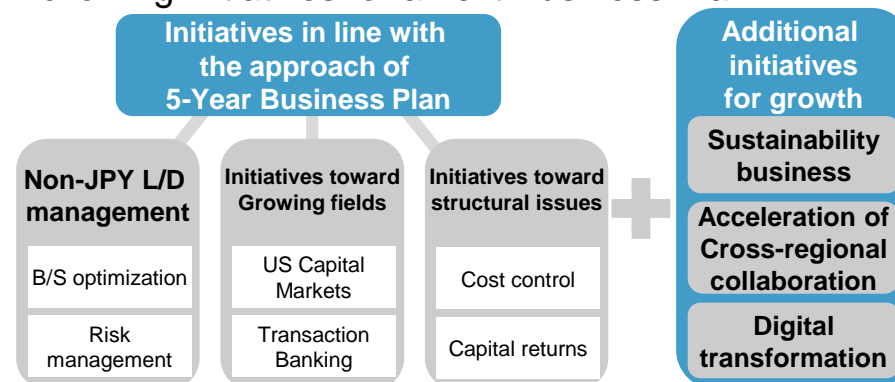 Initiatives in line with
the approach of
5-Year Business Plan
Non-JPY L/D
management
B/S optimization
Risk
management
Initiatives toward
Growing fields
US Capital
Markets
Transaction
Banking
Initiatives toward
structural issues
Cost control
Capital returns
Additional
initiatives
for growth
Sustainability
business
Acceleration of
Cross-regional
collaboration
Digital
transformation